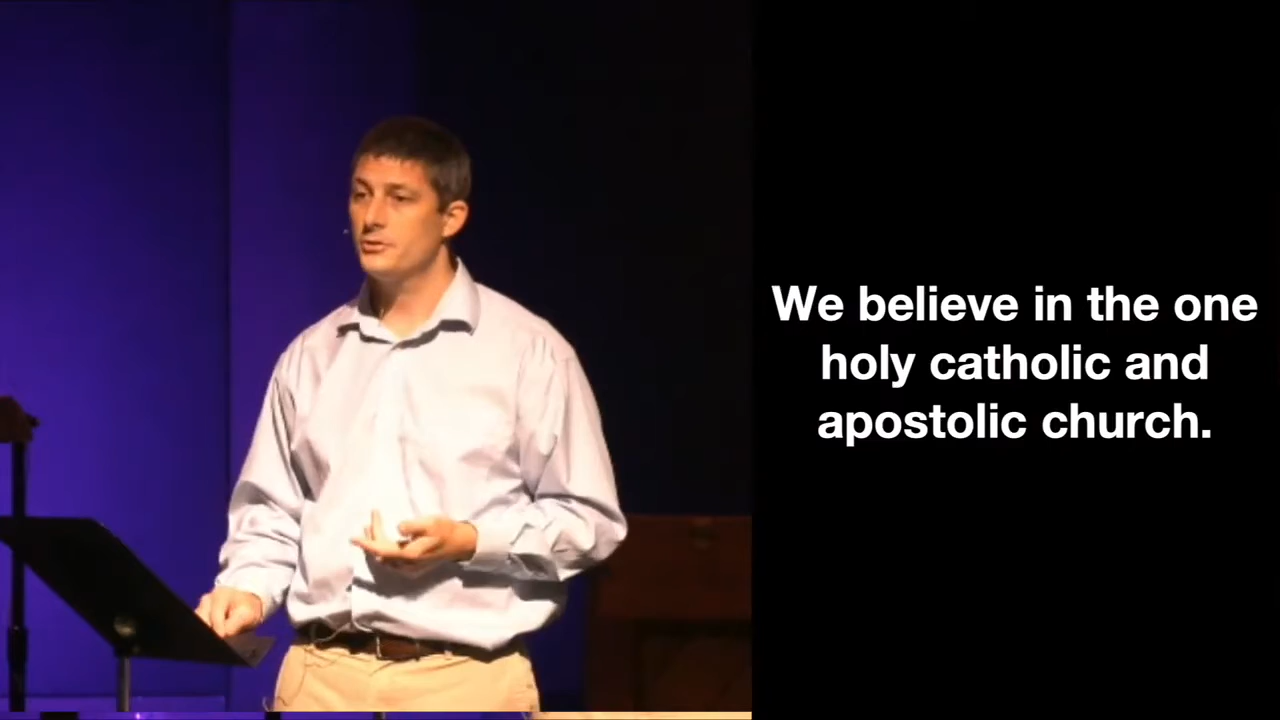 We believe in the one
holy catholic and
apostolic church.